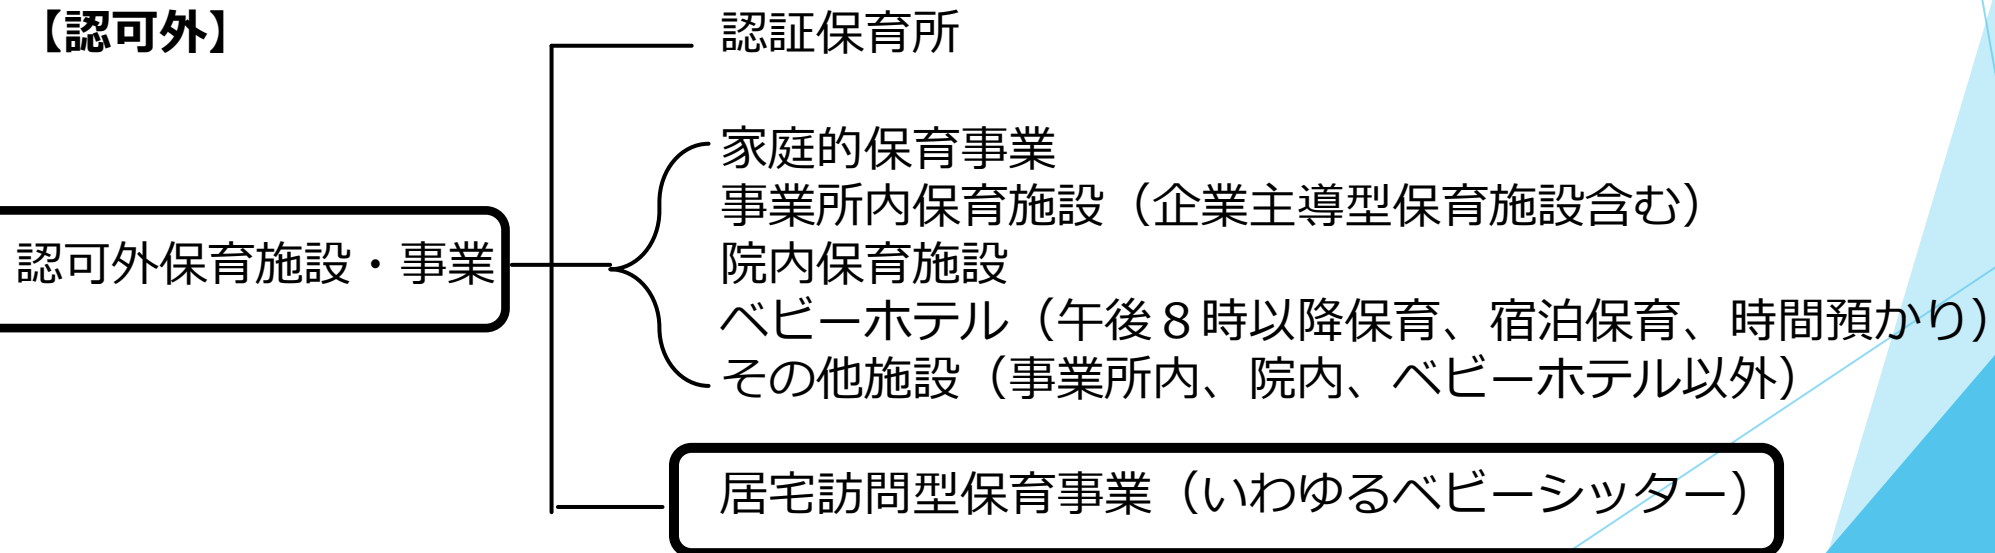 【認可外】
認証保育所
家庭的保育事業
事業所内保育施設（企業主導型保育施設含む）
認可外保育施設・事業
院内保育施設
ベビーホテル（午後８時以降保育、宿泊保育、時間預かり）
その他施設（事業所内、院内、ベビーホテル以外）
居宅訪問型保育事業（いわゆるベビーシッター）